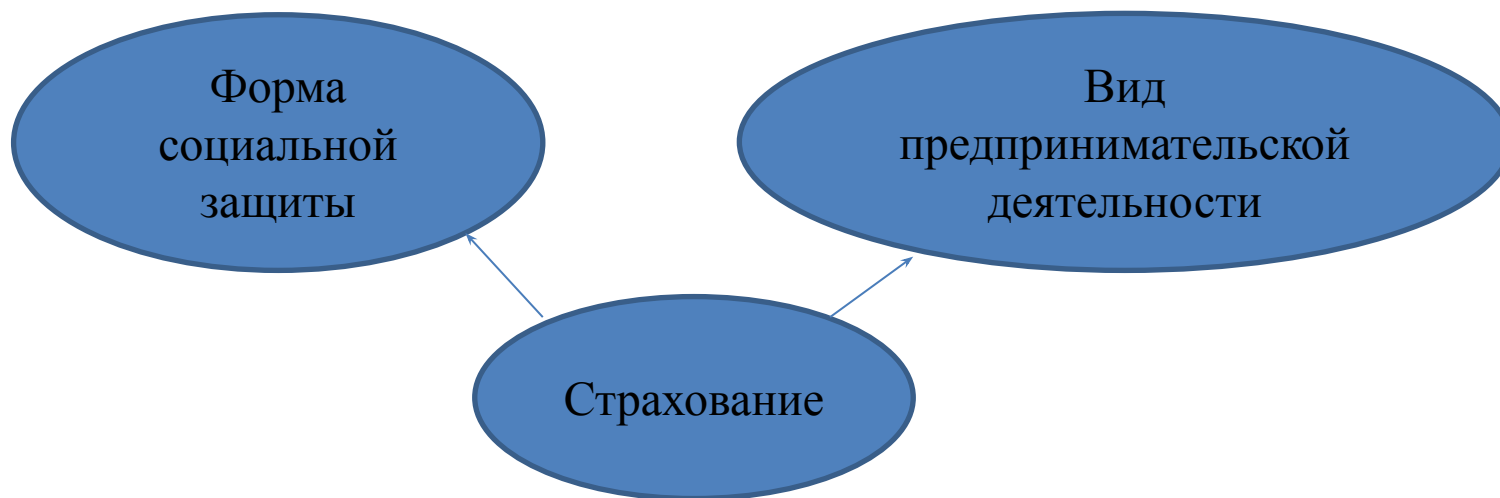 Форма
социальной
защиты
Вид
предпринимательской
деятельности
Страхование